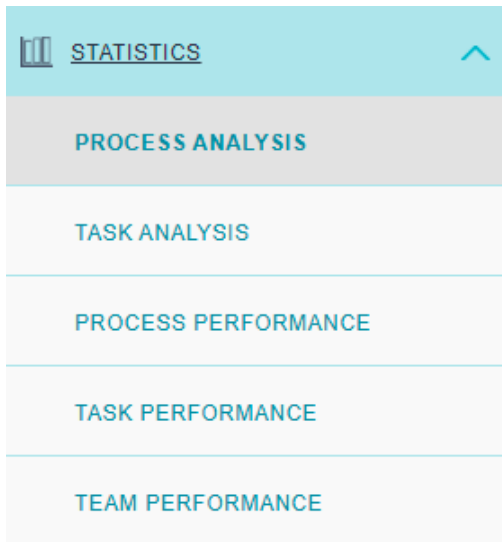 STATISTICS
PROCESS ANALYSIS
TASK ANALYSIS
PROCESS PERFORMANCE
TASK PERFORMANCE
TEAM PERFORMANCE